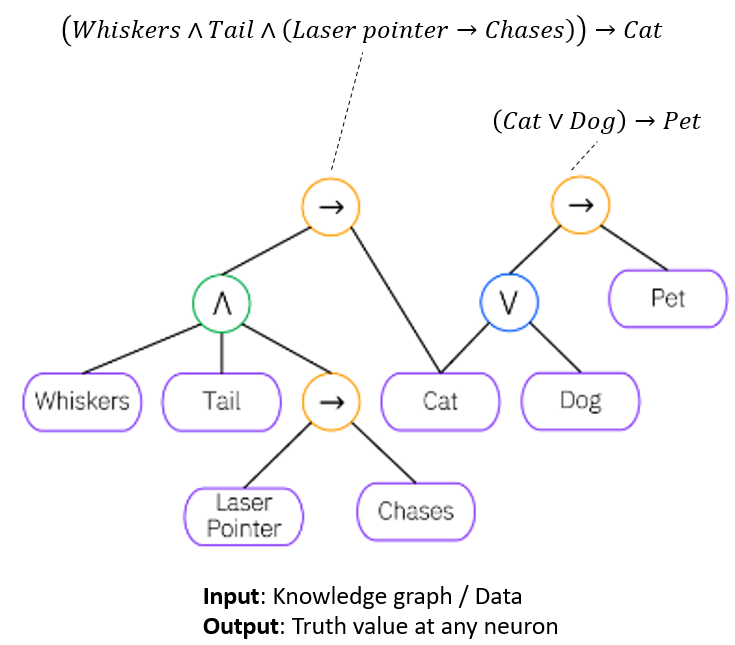 (Whiskers ∧ Tail ∧ (Laser pointer → Chases)) → Cat
(Cat ∨ Dog) → Pet
→
→
∧
∨
Pet
Whiskers
Tail
→
Cat
Dog
Laser
Pointer
Chases
Input: Knowledge graph / Data
Output: Truth value at any neuron